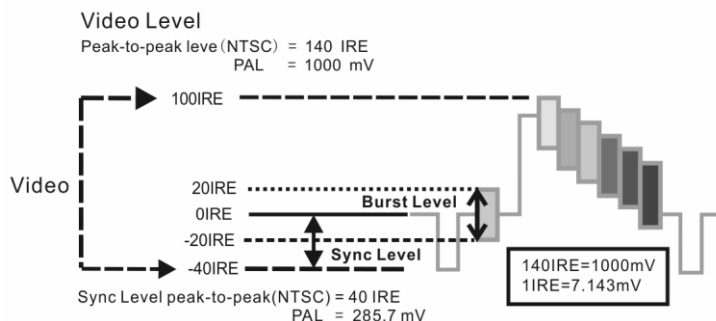 Video Level
Peak-to-peak leve(NTSC) = 140 IRE
PAL = 1000 mV
100IRE
Video
20IRE
Burst Level
0IRE
-20IRE
Sync Level
-40IRE
140IRE=1000mV
1IRE=7.143mV
Sync Level peak-to-peak(NTSC) = 40 IRE
PAL = 285.7 mV